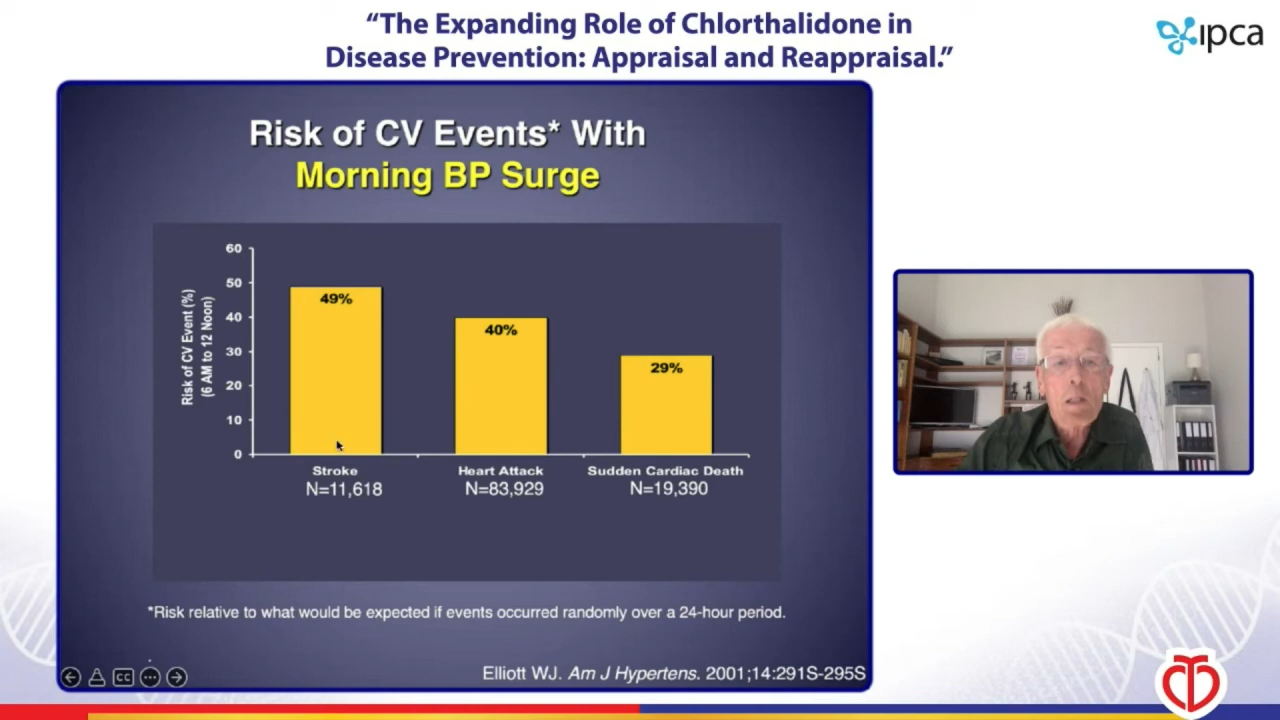 “The Expanding Role of Chlorthalidone in
Disease Prevention: Appraisal and Reappraisal.”
ipca
Risk of CV Events* With
Morning BP Surge
Risk of CV Event (%)
(6 AM to 12 Noon)
60
50
40
30
20
10
0
49%
40%
29%
Stroke
N=11,618
Heart Attack
N=83,929
Sudden Cardiac Death
N=19,390
*Risk relative to what would be expected if events occurred randomly over a 24-hour period.
CC
Elliott WJ. Am J Hypertens. 2001;14:291S-295S